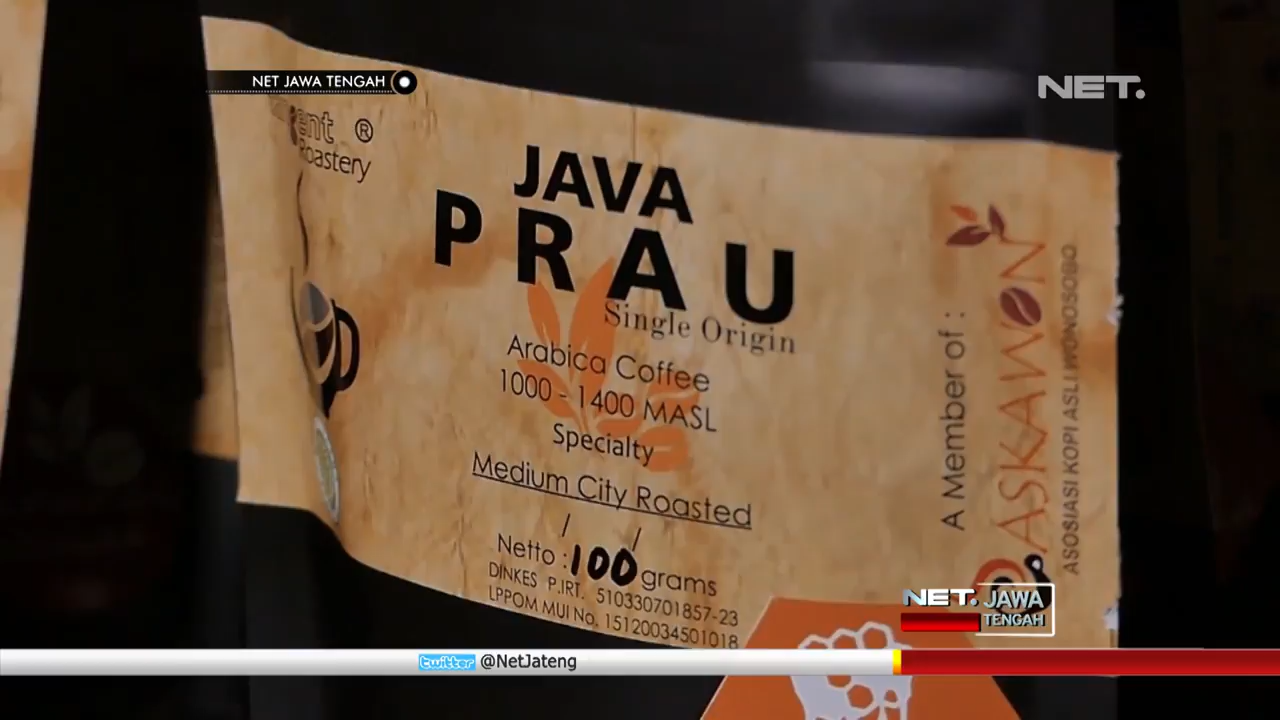 NET JAWA TENGAH
NET.
ent ®
Roastery
JAVA
PRAU
Single Origin
Arabica Coffee
1000 - 1400 MASL
Specialty
Medium City Roasted
/ /
Netto : 100 grams
DINKES P.IRT. 510330701857-23
LPPOM MUI No. 15120034501018
A Member of :
ASKAWON
ASOSIASI KOPI ASLI WONOSOBO
NET. JAWA
TENGAH
twitter @NetJateng